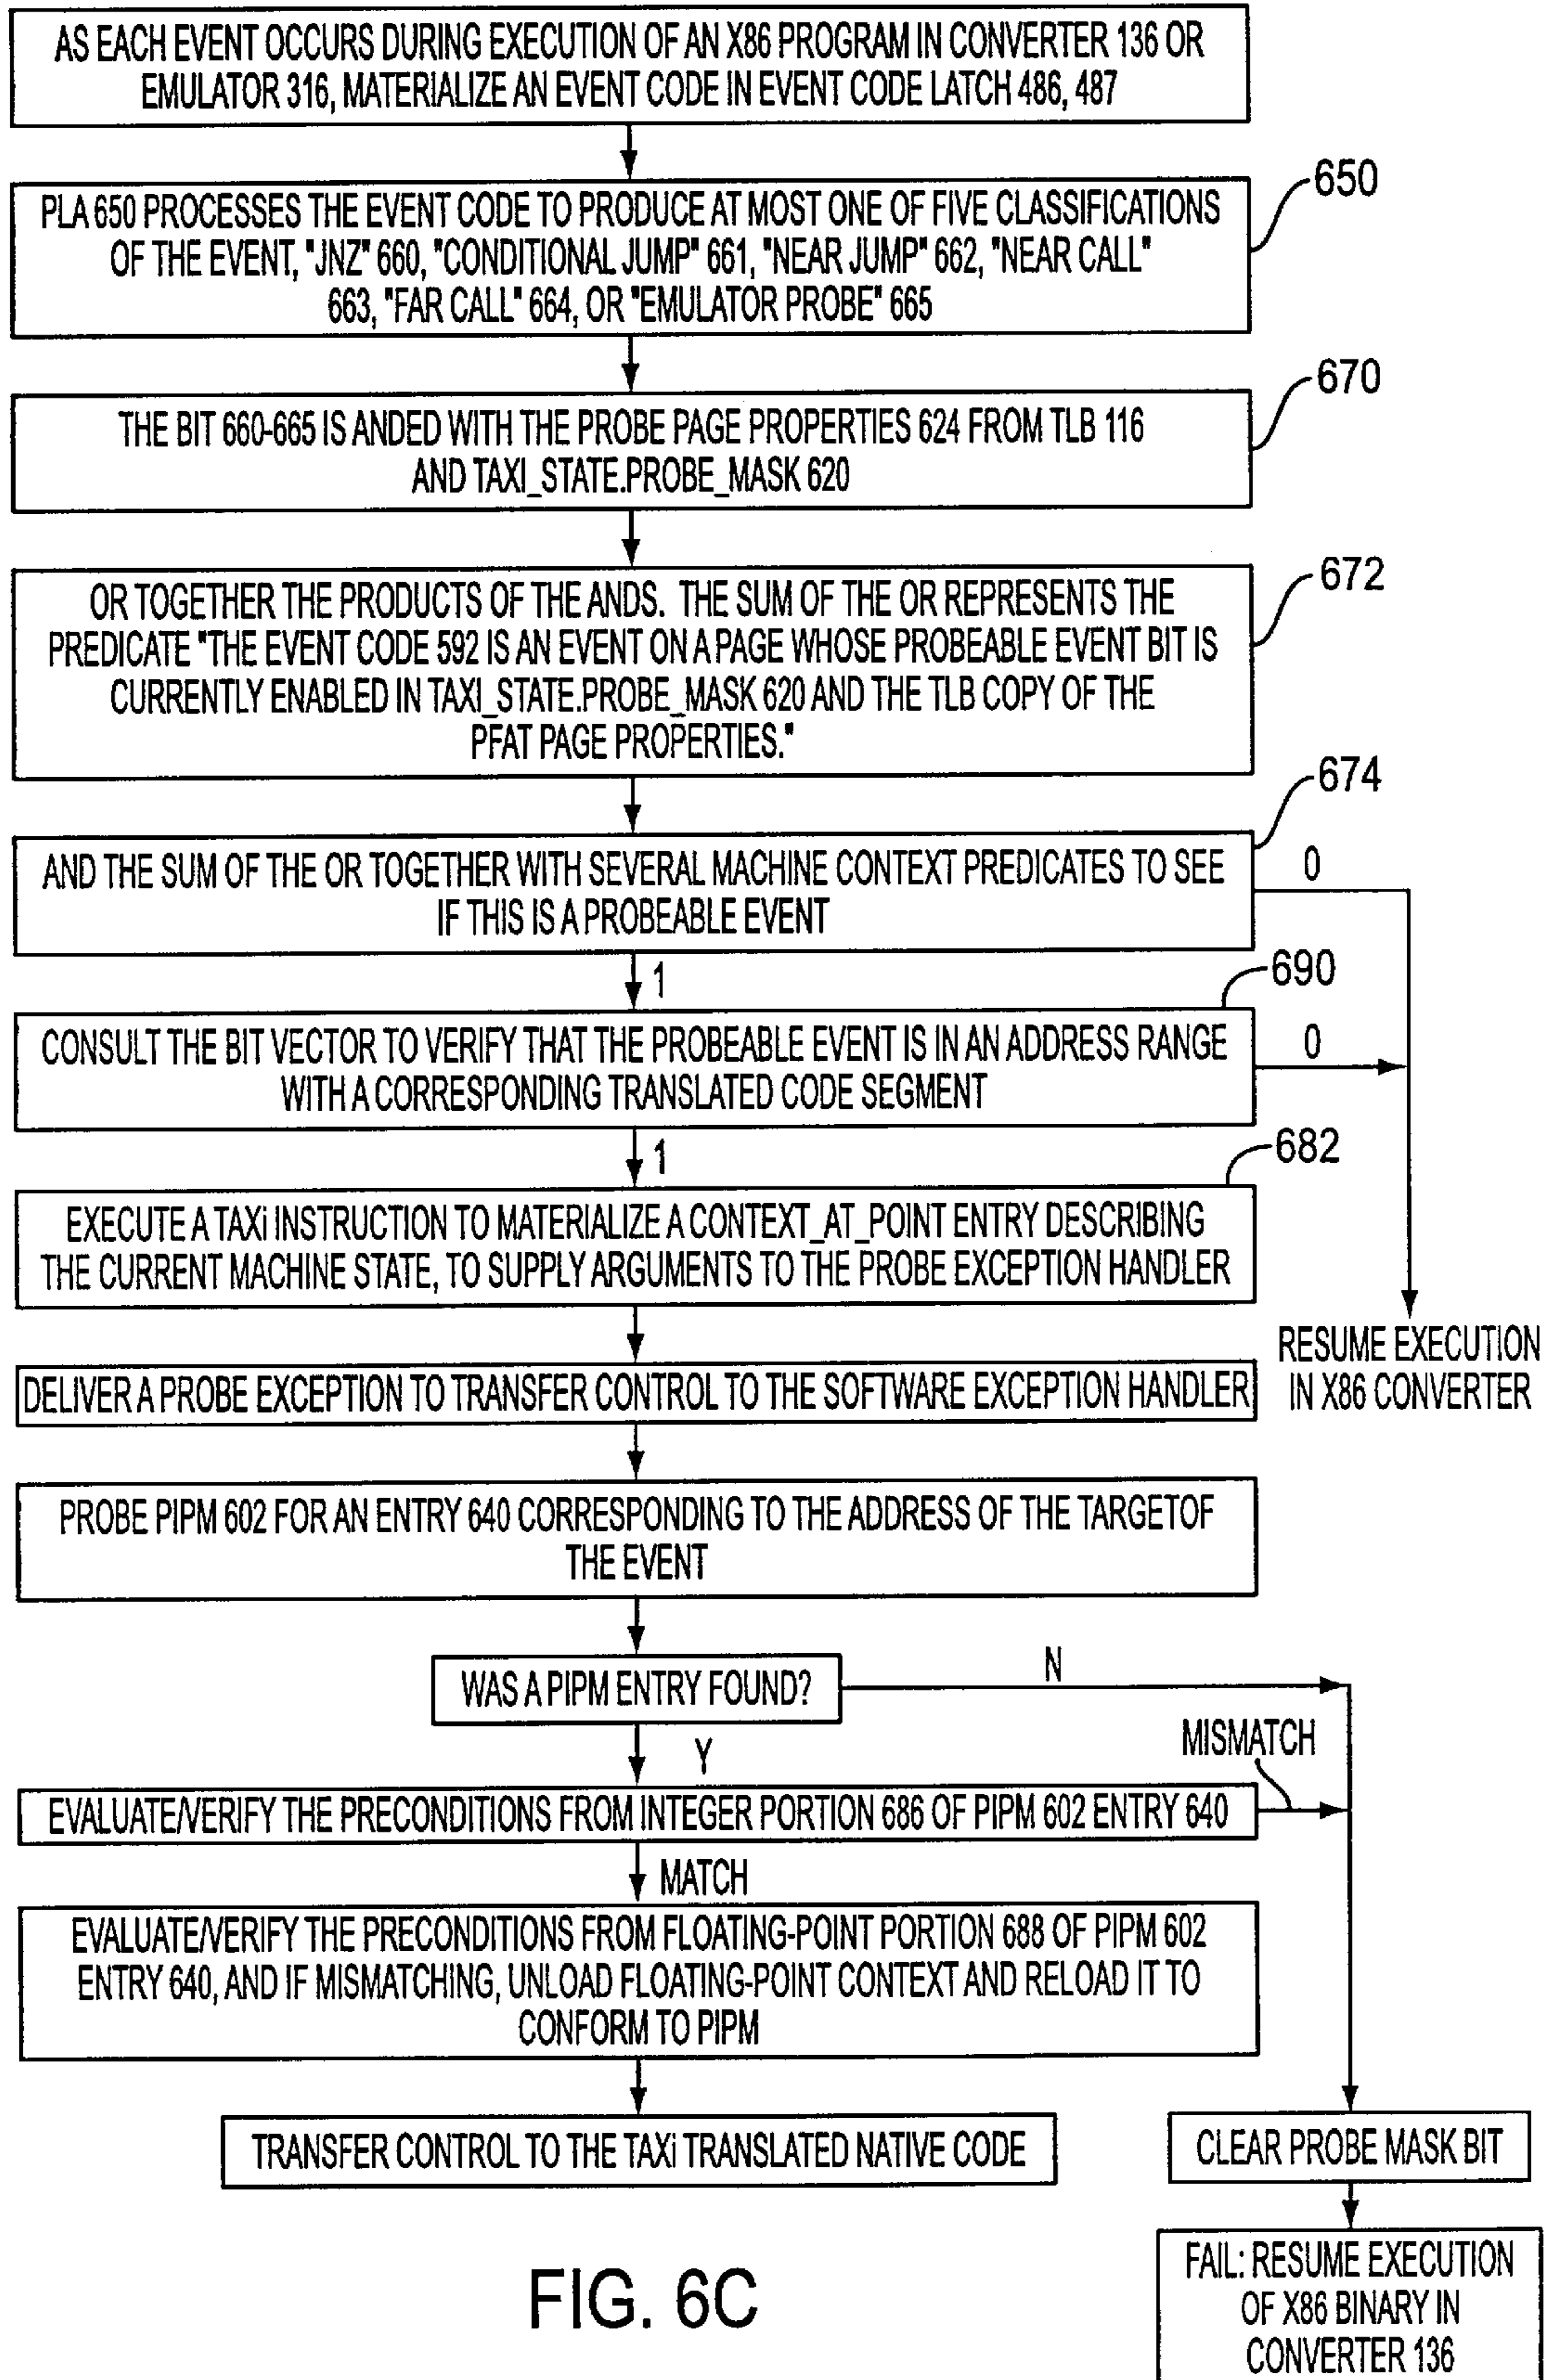 AS EACH EVENT OCCURS DURING EXECUTION OF AN X86 PROGRAM IN CONVERTER 136 OR
EMULATOR 316, MATERIALIZE AN EVENT CODE IN EVENT CODE LATCH 486, 487
650
PLA 650 PROCESSES THE EVENT CODE TO PRODUCE AT MOST ONE OF FIVE CLASSIFICATIONS
OF THE EVENT, "JNZ" 660, "CONDITIONAL JUMP" 661, "NEAR JUMP" 662, "NEAR CALL"
663, "FAR CALL" 664, OR "EMULATOR PROBE" 665
670
THE BIT 660-665 IS ANDED WITH THE PROBE PAGE PROPERTIES 624 FROM TLB 116
AND TAXI_STATE.PROBE_MASK 620
672
OR TOGETHER THE PRODUCTS OF THE ANDS. THE SUM OF THE OR REPRESENTS THE
PREDICATE "THE EVENT CODE 592 IS AN EVENT ON A PAGE WHOSE PROBEABLE EVENT BIT IS
CURRENTLY ENABLED IN TAXI_STATE.PROBE_MASK 620 AND THE TLB COPY OF THE
PFAT PAGE PROPERTIES."
674
AND THE SUM OF THE OR TOGETHER WITH SEVERAL MACHINE CONTEXT PREDICATES TO SEE
IF THIS IS A PROBEABLE EVENT
0
1
690
CONSULT THE BIT VECTOR TO VERIFY THAT THE PROBEABLE EVENT IS IN AN ADDRESS RANGE
WITH A CORRESPONDING TRANSLATED CODE SEGMENT
0
1
682
EXECUTE A TAXi INSTRUCTION TO MATERIALIZE A CONTEXT_AT_POINT ENTRY DESCRIBING
THE CURRENT MACHINE STATE, TO SUPPLY ARGUMENTS TO THE PROBE EXCEPTION HANDLER
RESUME EXECUTION
IN X86 CONVERTER
DELIVER A PROBE EXCEPTION TO TRANSFER CONTROL TO THE SOFTWARE EXCEPTION HANDLER
PROBE PIPM 602 FOR AN ENTRY 640 CORRESPONDING TO THE ADDRESS OF THE TARGETOF
THE EVENT
WAS A PIPM ENTRY FOUND?
N
Y
MISMATCH
EVALUATE/VERIFY THE PRECONDITIONS FROM INTEGER PORTION 686 OF PIPM 602 ENTRY 640
MATCH
EVALUATE/VERIFY THE PRECONDITIONS FROM FLOATING-POINT PORTION 688 OF PIPM 602
ENTRY 640, AND IF MISMATCHING, UNLOAD FLOATING-POINT CONTEXT AND RELOAD IT TO
CONFORM TO PIPM
TRANSFER CONTROL TO THE TAXi TRANSLATED NATIVE CODE
CLEAR PROBE MASK BIT
FAIL: RESUME EXECUTION
OF X86 BINARY IN
CONVERTER 136
FIG. 6C